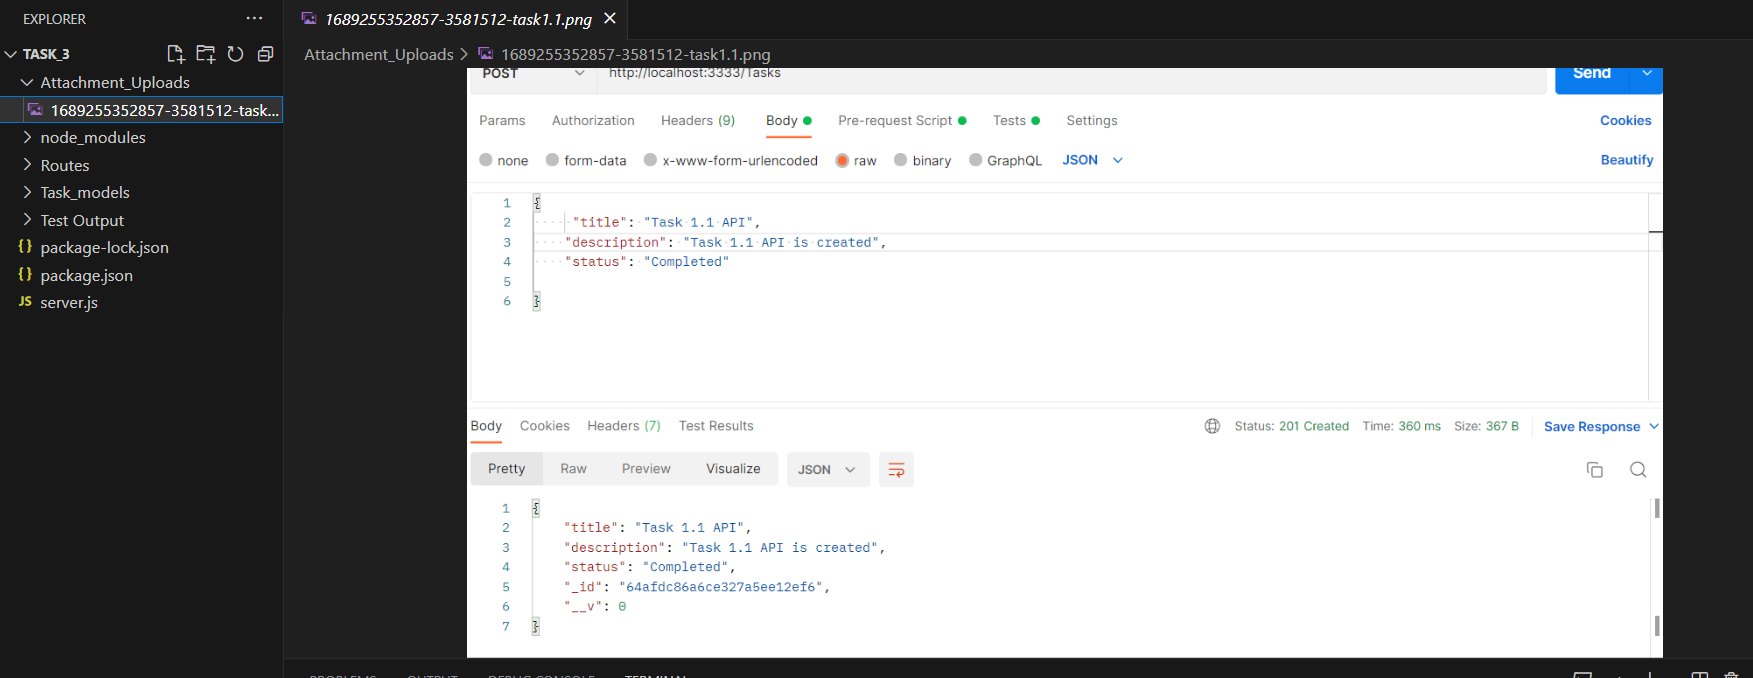 EXPLORER
TASK_3
Attachment_Uploads
1689255352857-3581512-task...
node_modules
Routes
Task_models
Test Output
{} package-lock.json
{} package.json
JS server.js
1689255352857-3581512-task1.1.png
Attachment_Uploads > 1689255352857-3581512-task1.1.png
POST http://localhost:3333/Tasks Send
Params Authorization Headers (9) Body Pre-request Script Tests Settings Cookies
none form-data x-www-form-urlencoded raw binary GraphQL JSON Beautify
1 {
2 "title": "Task 1.1 API",
3 "description": "Task 1.1 API is created",
4 "status": "Completed"
5
6 }
Body Cookies Headers (7) Test Results Status: 201 Created Time: 360 ms Size: 367 B Save Response
Pretty Raw Preview Visualize JSON
1 {
2 "title": "Task 1.1 API",
3 "description": "Task 1.1 API is created",
4 "status": "Completed",
5 "_id": "64afdc86a6ce327a5ee12ef6",
6 "__v": 0
7 }
PROBLEMS OUTPUT DEBUG CONSOLE TERMINAL